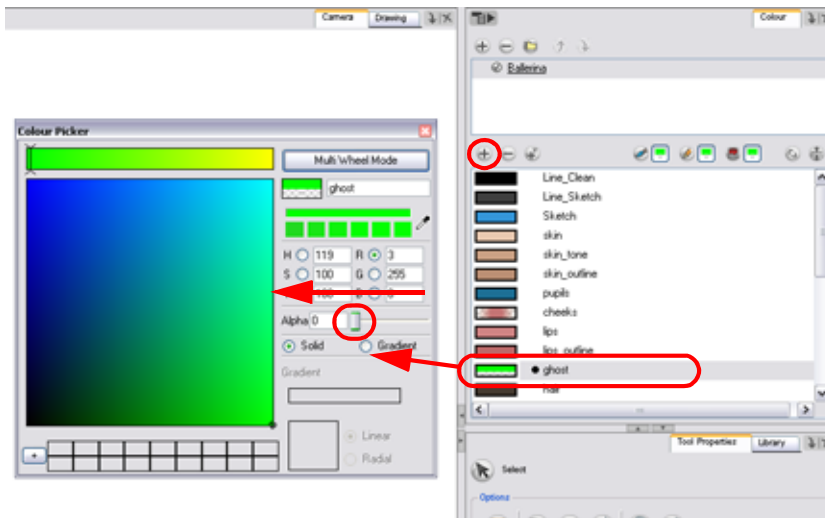 Camera
Drawing
Colour
Ballerina
Colour Picker
Multi Wheel Mode
ghost
H 119 R 3
S 100 G 255
Alpha 0
Solid Gradient
Gradient
Linear
Radial
Line_Clean
Line_Sketch
Sketch
skin
skin_tone
skin_outline
pupils
cheeks
lips
lips_outline
ghost
hair
Tool Properties
Library
Select
Options